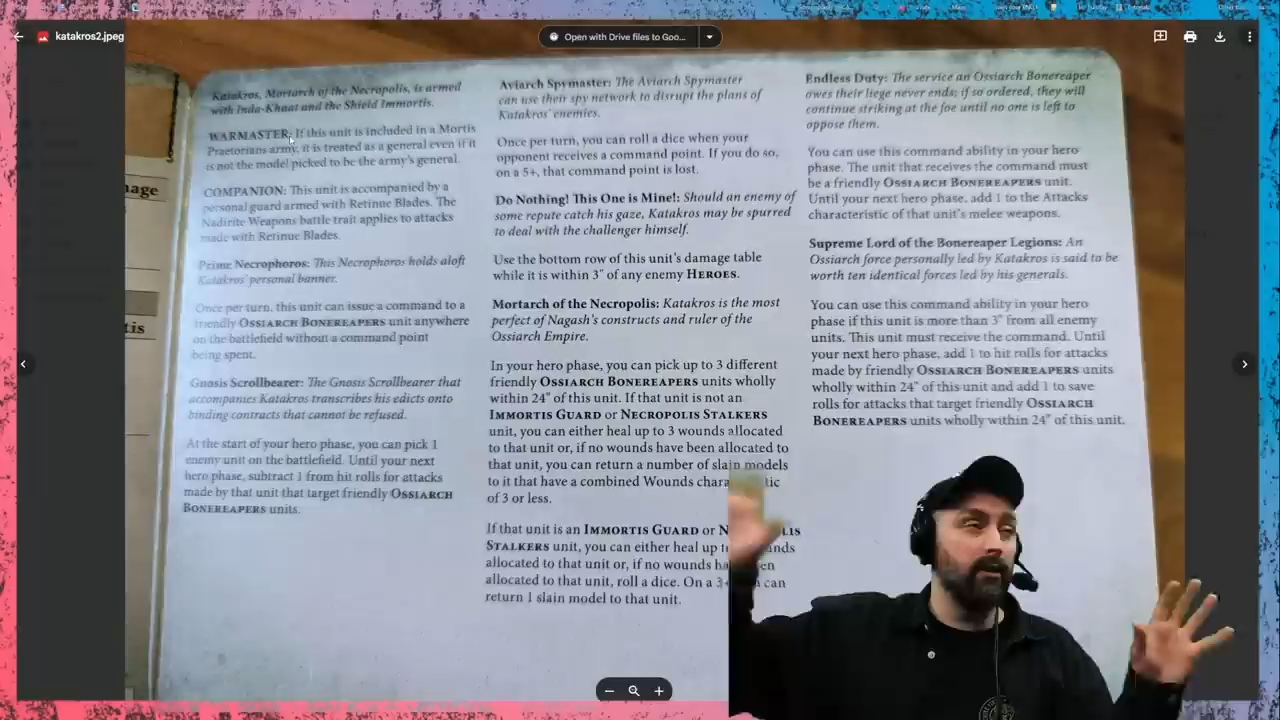 katakros2.jpeg
Open with Drive files to Goo...
Katakros, Mortarch of the Necropolis, is armed
with Inda-Khaat and the Shield Immortis.
WARMASTER: If this unit is included in a Mortis
Praetorians army, it is treated as a general even if it
is not the model picked to be the army's general.
COMPANION: This unit is accompanied by a
personal guard armed with Retinue Blades. The
Nadirite Weapons battle trait applies to attacks
made with Retinue Blades.
Prime Necrophoros: This Necrophoros holds aloft
Katakros' personal banner.
Once per turn, this unit can issue a command to a
friendly OSSIARCH BONEREAPERS unit anywhere
on the battlefield without a command point
being spent.
Gnosis Scrollbearer: The Gnosis Scrollbearer that
accompanies Katakros transcribes his edicts onto
binding contracts that cannot be refused.
At the start of your hero phase, you can pick 1
enemy unit on the battlefield. Until your next
hero phase, subtract 1 from hit rolls for attacks
made by that unit that target friendly OSSIARCH
BONEREAPERS units.
Aviarch Spymaster: The Aviarch Spymaster
can use their spy network to disrupt the plans of
Katakros' enemies.
Once per turn, you can roll a dice when your
opponent receives a command point. If you do so,
on a 5+, that command point is lost.
Do Nothing! This One is Mine!: Should an enemy of
some repute catch his gaze, Katakros may be spurred
to deal with the challenger himself.
Use the bottom row of this unit's damage table
while it is within 3" of any enemy HEROES.
Mortarch of the Necropolis: Katakros is the most
perfect of Nagash's constructs and ruler of the
Ossiarch Empire.
In your hero phase, you can pick up to 3 different
friendly OSSIARCH BONEREAPERS units wholly
within 24" of this unit. If that unit is not an
IMMORTIS GUARD or NECROPOLIS STALKERS
unit, you can either heal up to 3 wounds allocated
to that unit or, if no wounds have been allocated to
that unit, you can return a number of slain models
to it that have a combined Wounds chara tic
of 3 or less.
If that unit is an IMMORTIS GUARD or N LIS
STALKERS unit, you can either heal up t nds
allocated to that unit or, if no wounds ha en
allocated to that unit, roll a dice. On a 3 can
return 1 slain model to that unit.
Endless Duty: The service an Ossiarch Bonereaper
owes their liege never ends; if so ordered, they will
continue striking at the foe until no one is left to
oppose them.
You can use this command ability in your hero
phase. The unit that receives the command must
be a friendly OSSIARCH BONEREAPERS unit.
Until your next hero phase, add 1 to the Attacks
characteristic of that unit's melee weapons.
Supreme Lord of the Bonereaper Legions: An
Ossiarch force personally led by Katakros is said to be
worth ten identical forces led by his generals.
You can use this command ability in your hero
phase if this unit is more than 3" from all enemy
units. This unit must receive the command. Until
your next hero phase, add 1 to hit rolls for attacks
made by friendly OSSIARCH BONEREAPERS units
wholly within 24" of this unit and add 1 to save
rolls for attacks that target friendly OSSIARCH
BONEREAPERS units wholly within 24" of this unit.